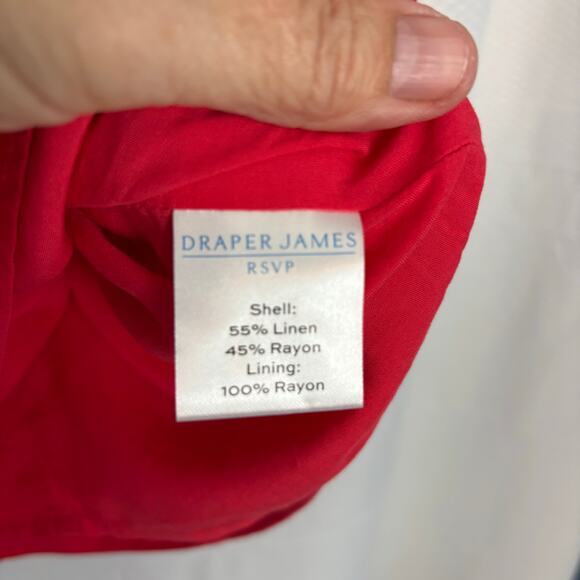 DRAPER JAMES
RSVP
Shell:
55% Linen
45% Rayon
Lining:
100% Rayon